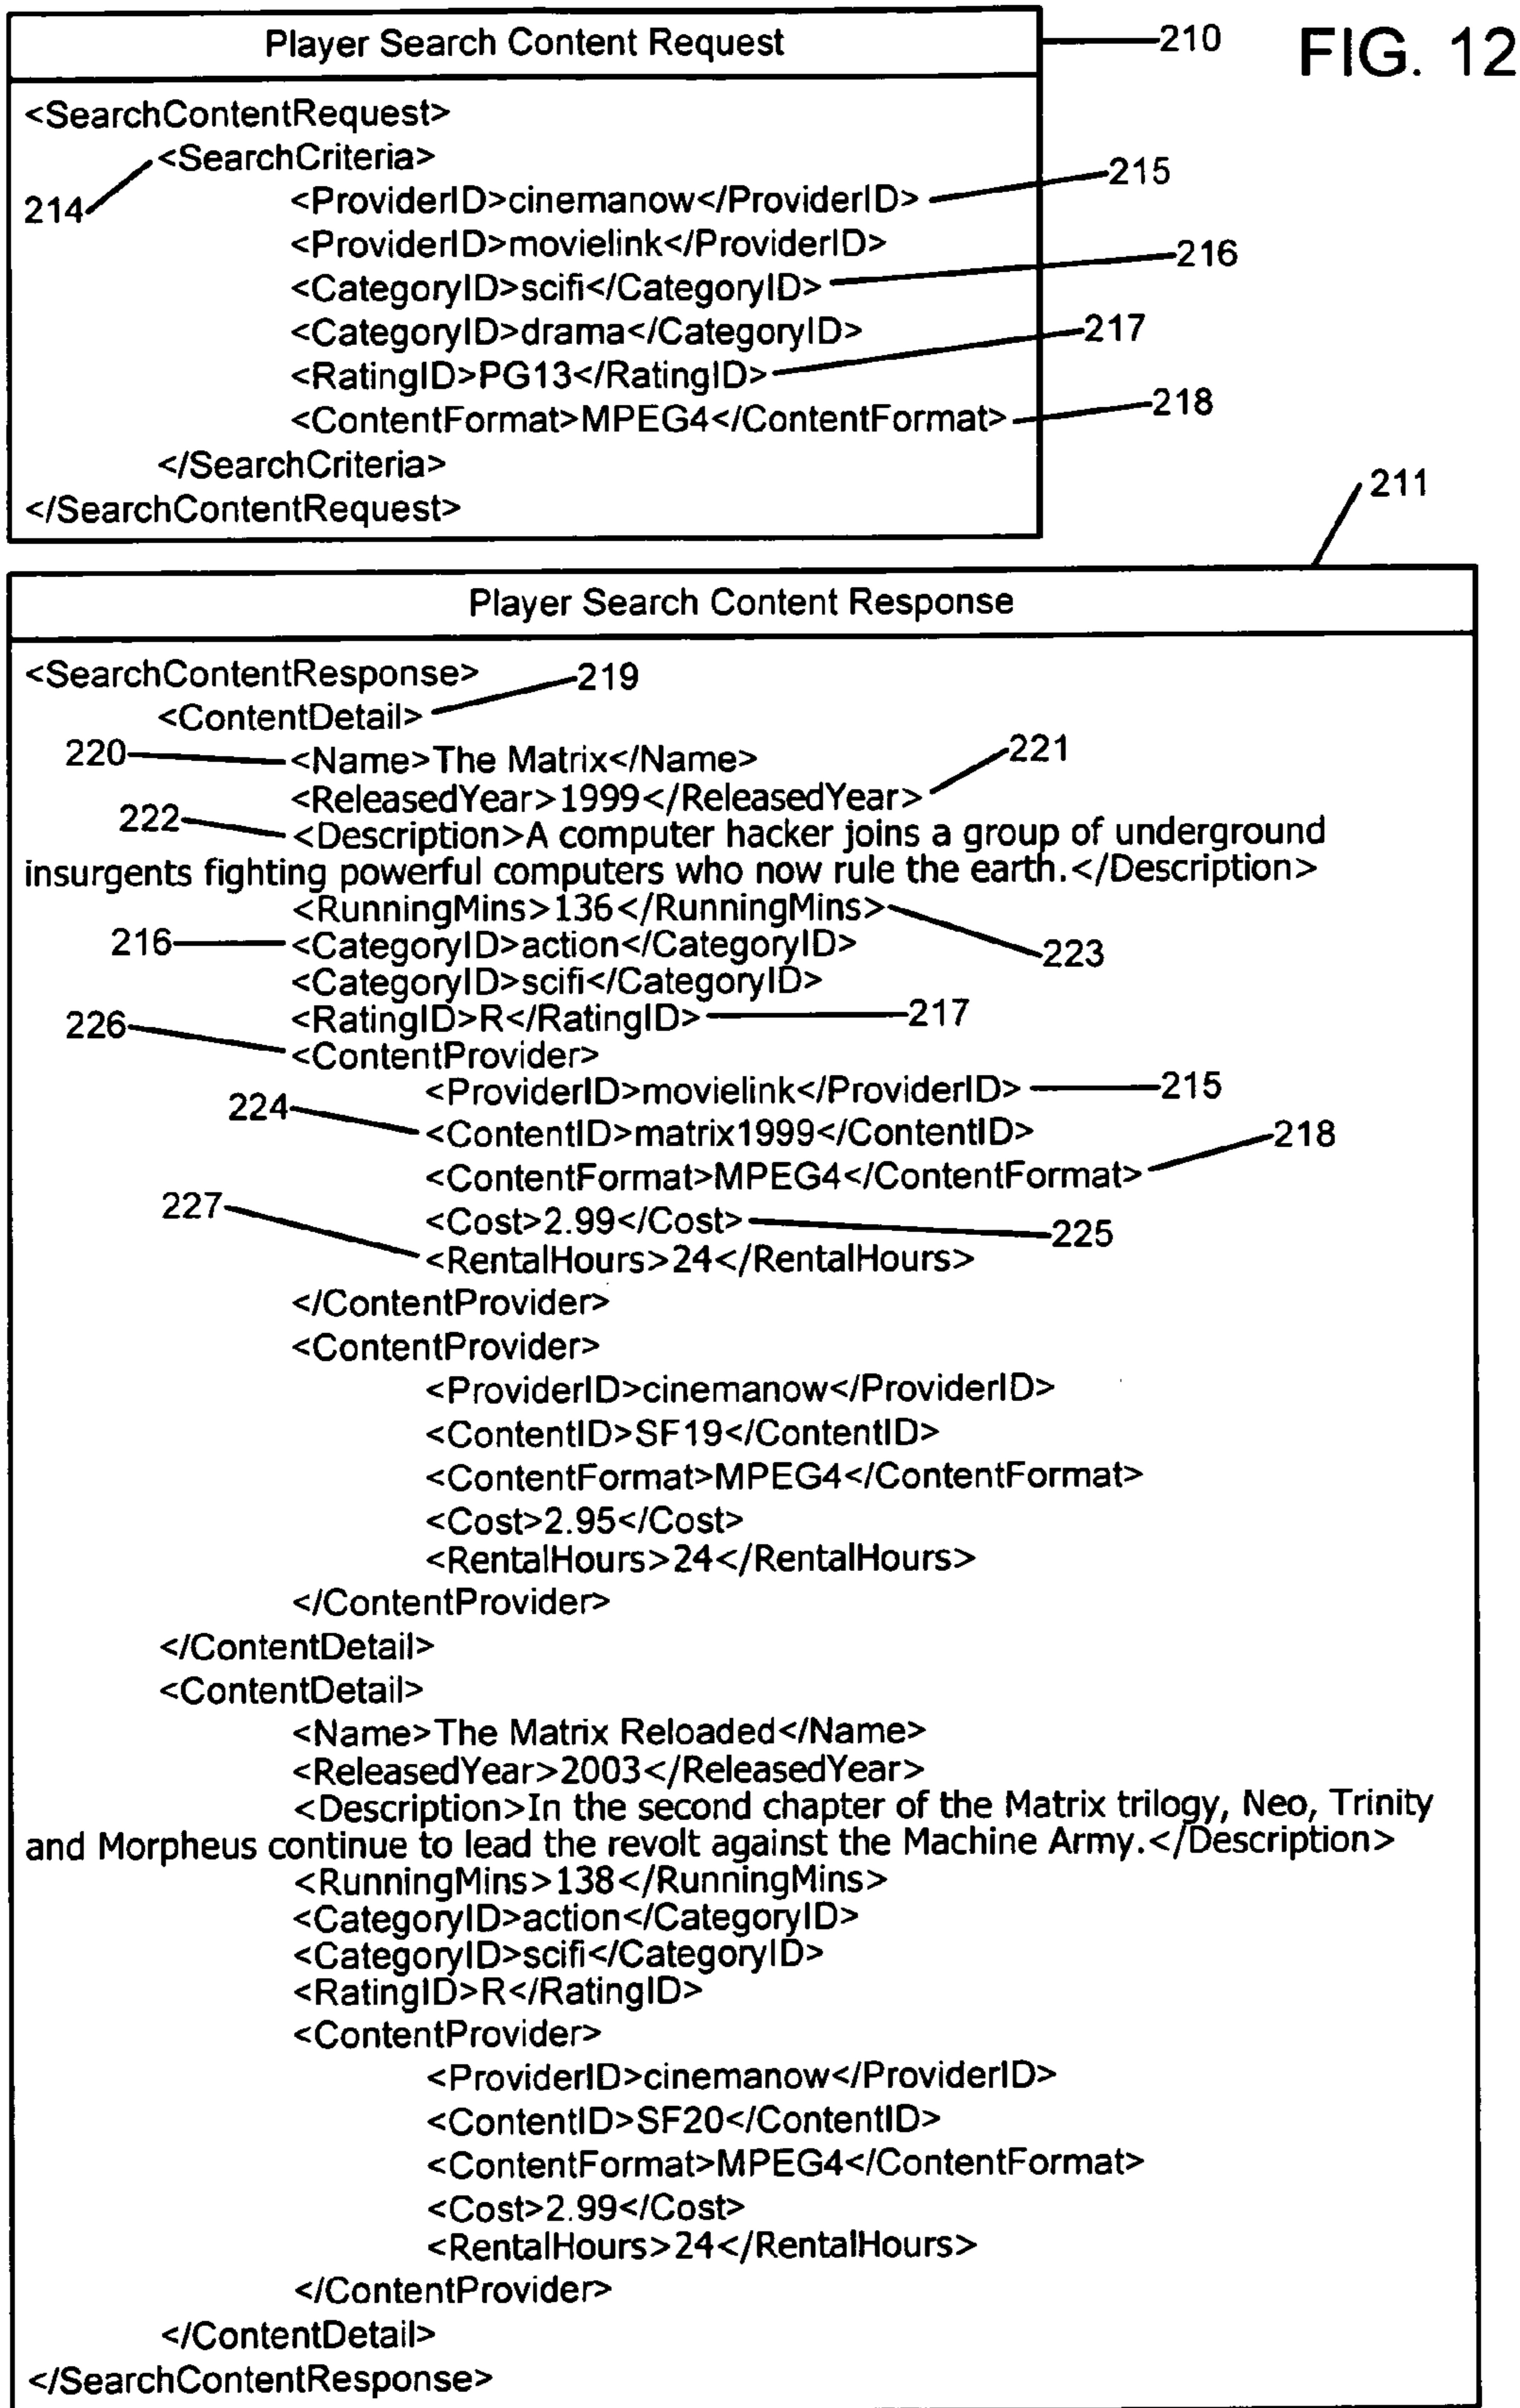 Player Search Content Request
210
FIG. 12
<SearchContentRequest>
<SearchCriteria>
214
<ProviderID>cinemanow</ProviderID>
215
<ProviderID>movielink</ProviderID>
<CategoryID>scifi</CategoryID>
216
<CategoryID>drama</CategoryID>
217
<RatingID>PG13</RatingID>
<ContentFormat>MPEG4</ContentFormat>
218
</SearchCriteria>
</SearchContentRequest>
211
Player Search Content Response
<SearchContentResponse>
219
<ContentDetail>
220
<Name>The Matrix</Name>
221
<ReleasedYear>1999</ReleasedYear>
222
<Description>A computer hacker joins a group of underground
insurgents fighting powerful computers who now rule the earth.</Description>
<RunningMins>136</RunningMins>
223
216
<CategoryID>action</CategoryID>
<CategoryID>scifi</CategoryID>
<RatingID>R</RatingID>
217
226
<ContentProvider>
<ProviderID>movielink</ProviderID>
215
224
<ContentID>matrix1999</ContentID>
218
<ContentFormat>MPEG4</ContentFormat>
227
<Cost>2.99</Cost>
225
<RentalHours>24</RentalHours>
</ContentProvider>
<ContentProvider>
<ProviderID>cinemanow</ProviderID>
<ContentID>SF19</ContentID>
<ContentFormat>MPEG4</ContentFormat>
<Cost>2.95</Cost>
<RentalHours>24</RentalHours>
</ContentProvider>
</ContentDetail>
<ContentDetail>
<Name>The Matrix Reloaded</Name>
<ReleasedYear>2003</ReleasedYear>
<Description>In the second chapter of the Matrix trilogy, Neo, Trinity
and Morpheus continue to lead the revolt against the Machine Army.</Description>
<RunningMins>138</RunningMins>
<CategoryID>action</CategoryID>
<CategoryID>scifi</CategoryID>
<RatingID>R</RatingID>
<ContentProvider>
<ProviderID>cinemanow</ProviderID>
<ContentID>SF20</ContentID>
<ContentFormat>MPEG4</ContentFormat>
<Cost>2.99</Cost>
<RentalHours>24</RentalHours>
</ContentProvider>
</ContentDetail>
</SearchContentResponse>